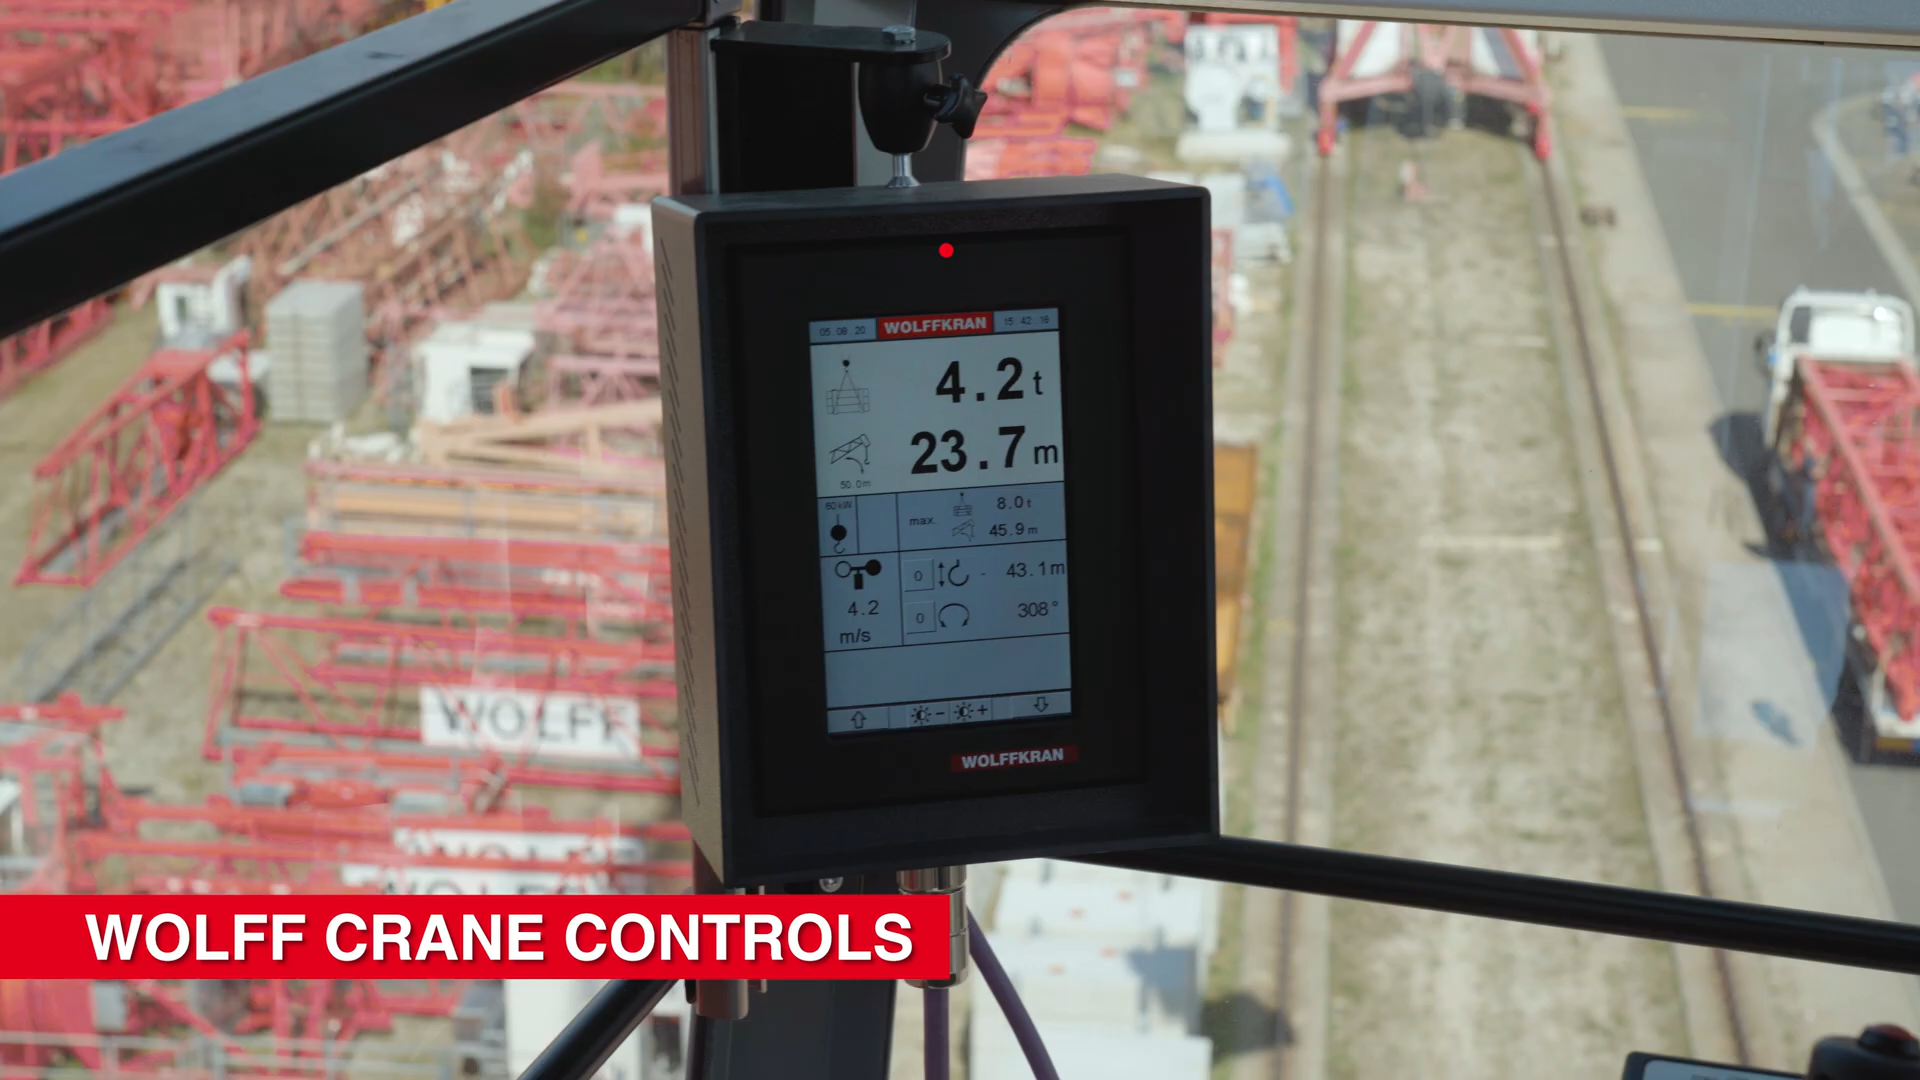 05.08.20 WOLFFKRAN 15:42:16
4.2 t
23.7 m
50.0m
60kW
max. 8.0 t
45.9 m
0 - 43.1m
4.2
m/s
0 308°
- +
WOLFFKRAN
WOLFF
WOLFF CRANE CONTROLS